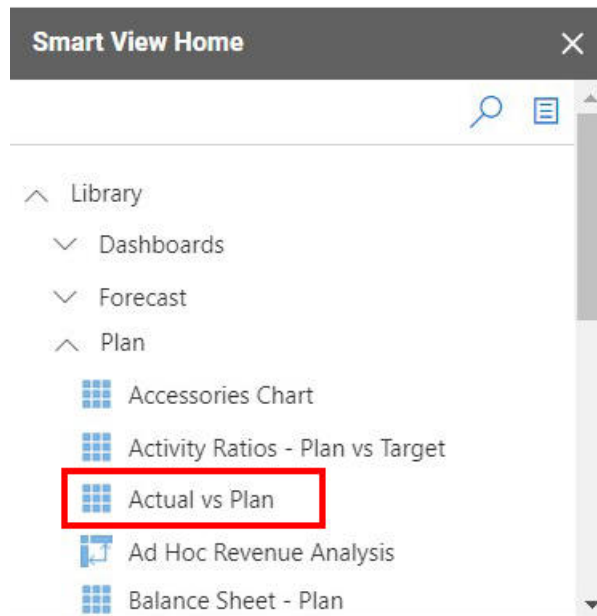 Smart View Home
Library
Dashboards
Forecast
Plan
Accessories Chart
Activity Ratios - Plan vs Target
Actual vs Plan
Ad Hoc Revenue Analysis
Balance Sheet - Plan